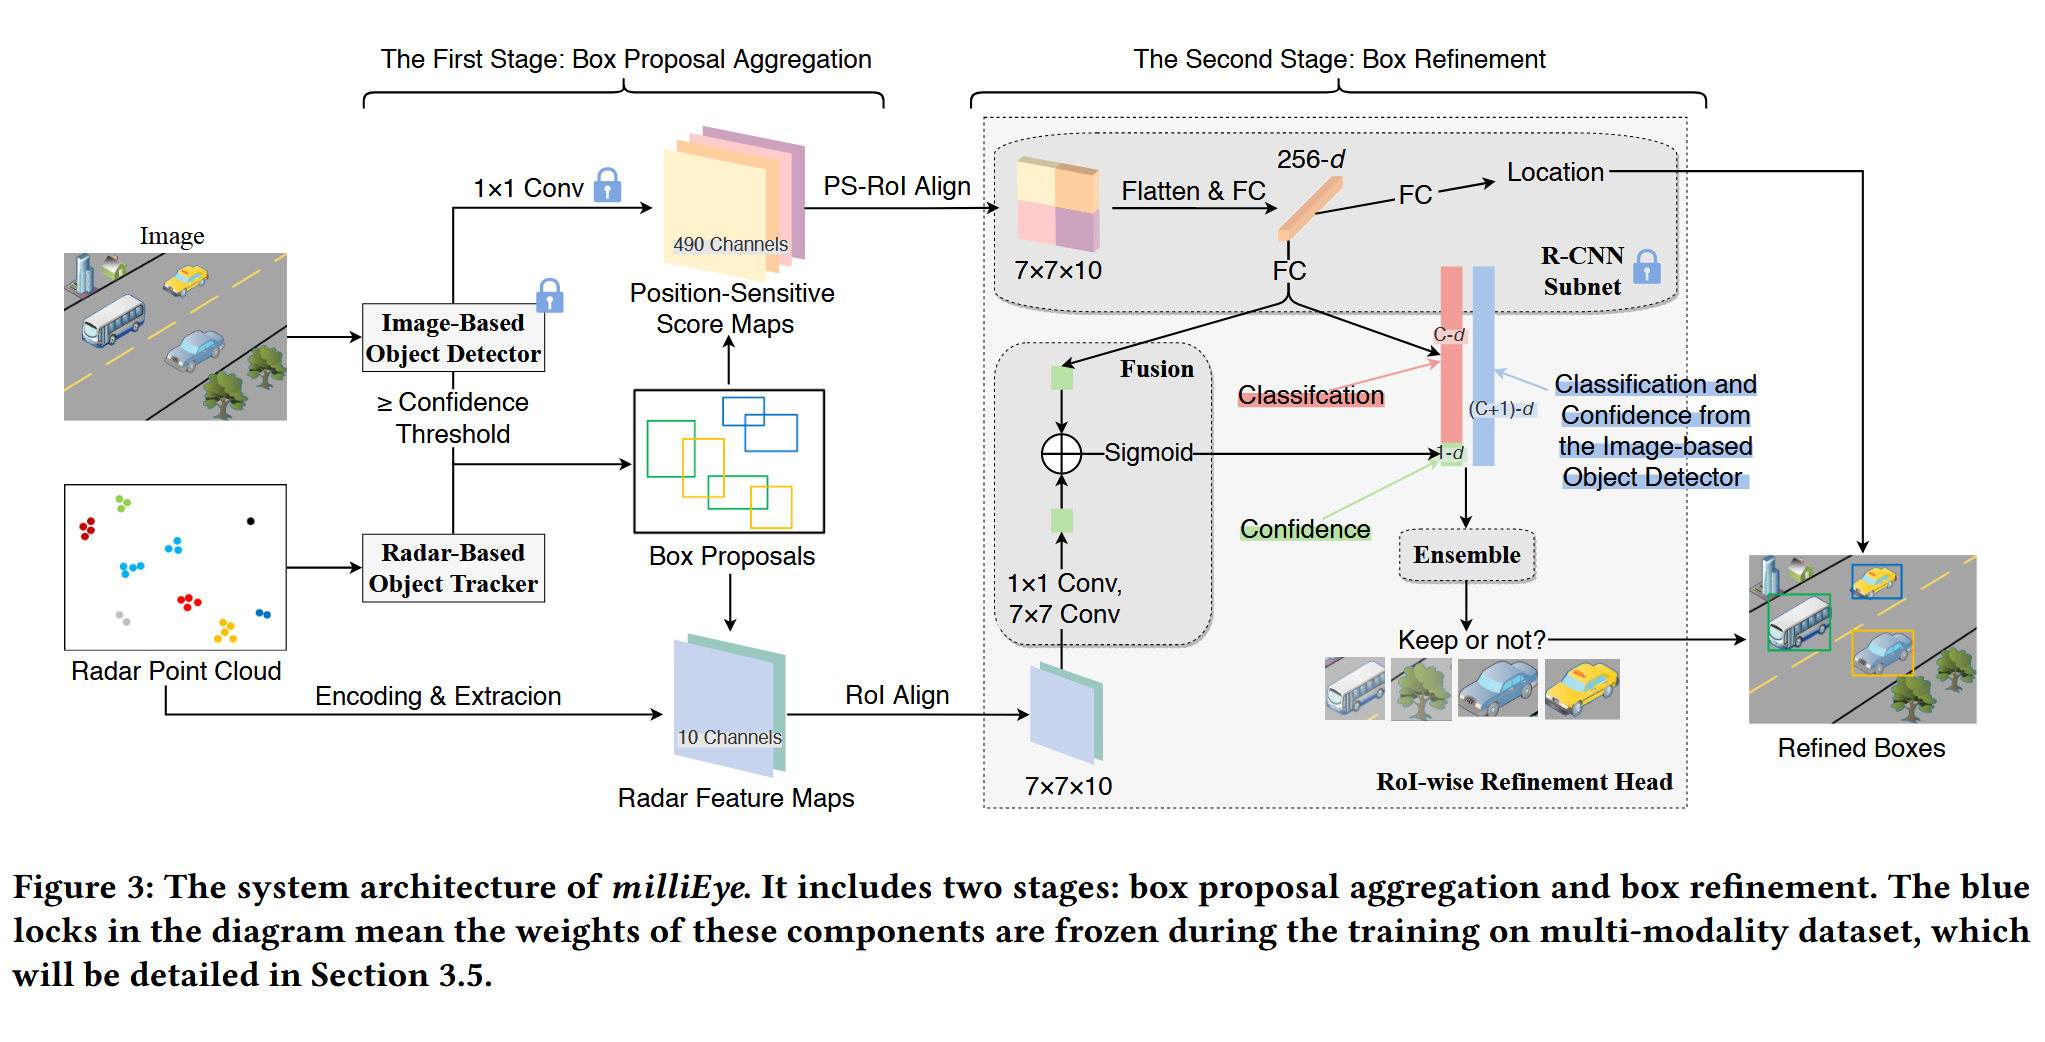 The First Stage: Box Proposal Aggregation
The Second Stage: Box Refinement
Image
1×1 Conv
490 Channels
Position-Sensitive
Score Maps
PS-RoI Align
Image-Based
Object Detector
≥ Confidence
Threshold
Radar-Based
Object Tracker
Box Proposals
Radar Point Cloud
Encoding & Extracion
10 Channels
Radar Feature Maps
RoI Align
7×7×10
Flatten & FC
256-d
FC
Location
FC
R-CNN
Subnet
Fusion
Sigmoid
1×1 Conv,
7×7 Conv
7×7×10
C-d
(C+1)-d
1-d
Classifcation
Confidence
Classification and
Confidence from
the Image-based
Object Detector
Ensemble
Keep or not?
RoI-wise Refinement Head
Refined Boxes
Figure 3: The system architecture of milliEye. It includes two stages: box proposal aggregation and box refinement. The blue
locks in the diagram mean the weights of these components are frozen during the training on multi-modality dataset, which
will be detailed in Section 3.5.